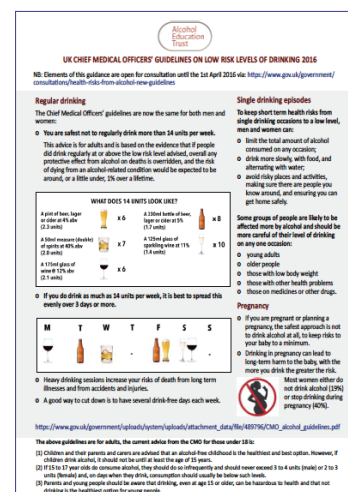 Alcohol
Education
Trust
UK CHIEF MEDICAL OFFICERS' GUIDELINES ON LOW RISK LEVELS OF DRINKING 2016
NB: Elements of this guidance are open for consultation until the 1st April 2016 via: https://www.gov.uk/government/
consultations/health-risks-from-alcohol-new-guidelines
Regular drinking
The Chief Medical Officers' guidelines are now the same for both men and
women:
o You are safest not to regularly drink more than 14 units per week.
This advice is for adults and is based on the evidence that if people
did drink regularly at or above the low risk level advised, overall any
protective effect from alcohol on deaths is overridden, and the risk
of dying from an alcohol-related condition would be expected to be
around, or a little under, 1% over a lifetime.
WHAT DOES 14 UNITS LOOK LIKE?
A pint of beer, lager
or cider at 4% abv
(2.3 units)
x 6
A 330ml bottle of beer,
lager or cider at 5%
(1.7 units)
x 8
A 50ml measure (double)
of spirits at 40% abv
(2.0 units)
x 7
A 125ml glass of
sparkling wine at 11%
(1.4 units)
x 10
A 175ml glass of
wine @ 12% abv
(2.1 units)
x 6
o If you do drink as much as 14 units per week, it is best to spread this
evenly over 3 days or more.
M T W T F S S
o Heavy drinking sessions increase your risks of death from long term
illnesses and from accidents and injuries.
o A good way to cut down is to have several drink-free days each week.
Single drinking episodes
To keep short term health risks from
single drinking occasions to a low level,
men and women can:
o limit the total amount of alcohol
consumed on any occasion;
o drink more slowly, with food, and
alternating with water;
o avoid risky places and activities,
making sure there are people you
know around, and ensuring you can
get home safely.
Some groups of people are likely to be
affected more by alcohol and should be
more careful of their level of drinking
on any one occasion:
o young adults
o older people
o those with low body weight
o those with other health problems
o those on medicines or other drugs.
Pregnancy
o If you are pregnant or planning a
pregnancy, the safest approach is not
to drink alcohol at all, to keep risks to
your baby to a minimum.
o Drinking in pregnancy can lead to
long-term harm to the baby, with the
more you drink the greater the risk.
Most women either do
not drink alcohol (19%)
or stop drinking during
pregnancy (40%).
https://www.gov.uk/government/uploads/system/uploads/attachment_data/file/489796/CMO_alcohol_guidelines.pdf
The above guidelines are for adults, the current advice from the CMO for those under 18 is:
(1) Children and their parents and carers are advised that an alcohol-free childhood is the healthiest and best option. However, if
children drink alcohol, it should not be until at least the age of 15 years.
(2) If 15 to 17 year olds do consume alcohol, they should do so infrequently and should never exceed 3 to 4 units (male) or 2 to 3
units (female) and, on days when they drink, consumption should usually be below such levels.
(3) Parents and young people should be aware that drinking, even at age 15 or older, can be hazardous to health and that not
drinking is the healthiest option for young people.